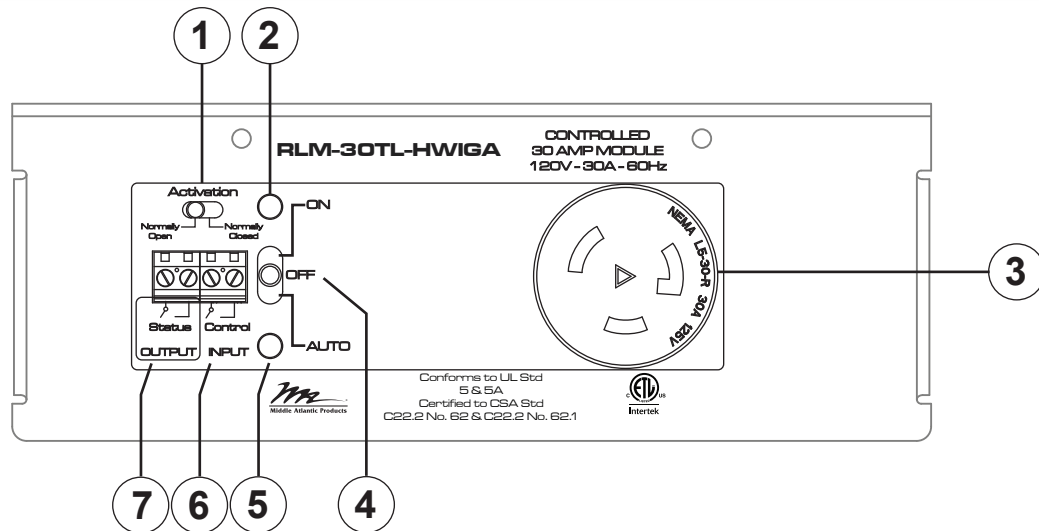 1
2
RLM-30TL-HWIGA
CONTROLLED
30 AMP MODULE
120V - 30A - 60Hz
Activation
Normally
Open
Normally
Closed
ON
OFF
AUTO
NEMA L5-30-R 30A 125V
3
Status
Control
OUTPUT
INPUT
Middle Atlantic Products
Conforms to UL Std
5 & 5A
Certified to CSA Std
C22.2 No. 62 & C22.2 No. 62.1
C ETL US
Intertek
7
6
5
4